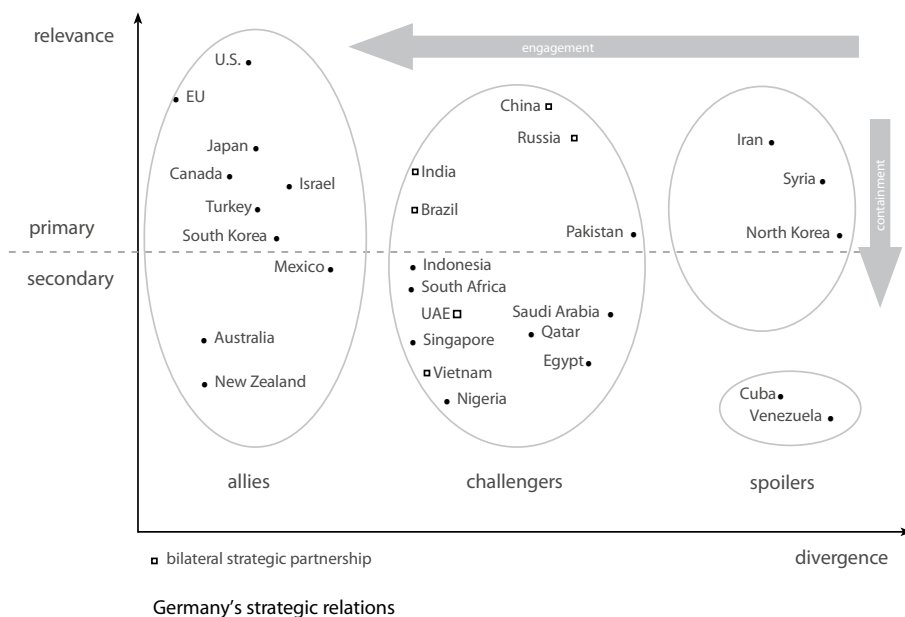 relevance
engagement
U.S.
EU
China
Russia
Japan
Iran
Canada
India
Israel
Syria
containment
Turkey
Brazil
primary
South Korea
Pakistan
North Korea
secondary
Mexico
Indonesia
South Africa
UAE
Saudi Arabia
Australia
Singapore
Qatar
Egypt
New Zealand
Vietnam
Nigeria
Cuba
Venezuela
allies
challengers
spoilers
bilateral strategic partnership
divergence
Germany’s strategic relations